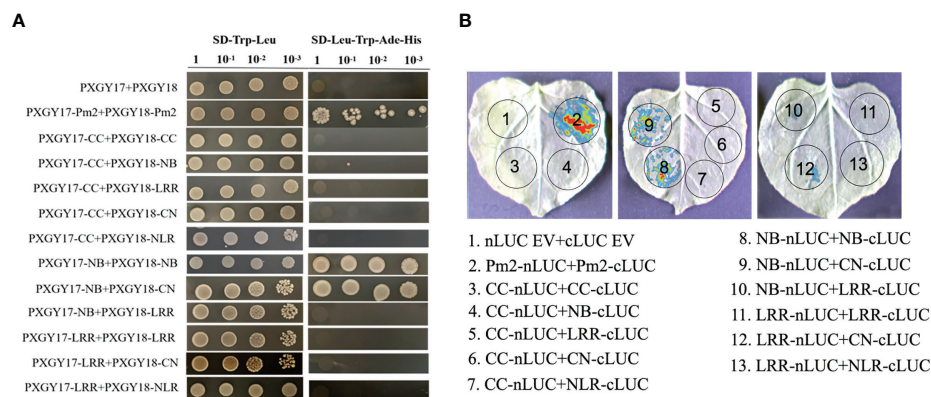 A
SD-Trp-Leu SD-Leu-Trp-Ade-His
1 10-1 10-2 10-3 1 10-1 10-2 10-3
PXGY17+PXGY18
PXGY17-Pm2+PXGY18-Pm2
PXGY17-CC+PXGY18-CC
PXGY17-CC+PXGY18-NB
PXGY17-CC+PXGY18-LRR
PXGY17-CC+PXGY18-CN
PXGY17-CC+PXGY18-NLR
PXGY17-NB+PXGY18-NB
PXGY17-NB+PXGY18-CN
PXGY17-NB+PXGY18-LRR
PXGY17-LRR+PXGY18-LRR
PXGY17-LRR+PXGY18-CN
PXGY17-LRR+PXGY18-NLR
B
1 2 3 4
5 9 6 8 7
10 11 12 13
1. nLUC EV+cLUC EV
2. Pm2-nLUC+Pm2-cLUC
3. CC-nLUC+CC-cLUC
4. CC-nLUC+NB-cLUC
5. CC-nLUC+LRR-cLUC
6. CC-nLUC+CN-cLUC
7. CC-nLUC+NLR-cLUC
8. NB-nLUC+NB-cLUC
9. NB-nLUC+CN-cLUC
10. NB-nLUC+LRR-cLUC
11. LRR-nLUC+LRR-cLUC
12. LRR-nLUC+CN-cLUC
13. LRR-nLUC+NLR-cLUC